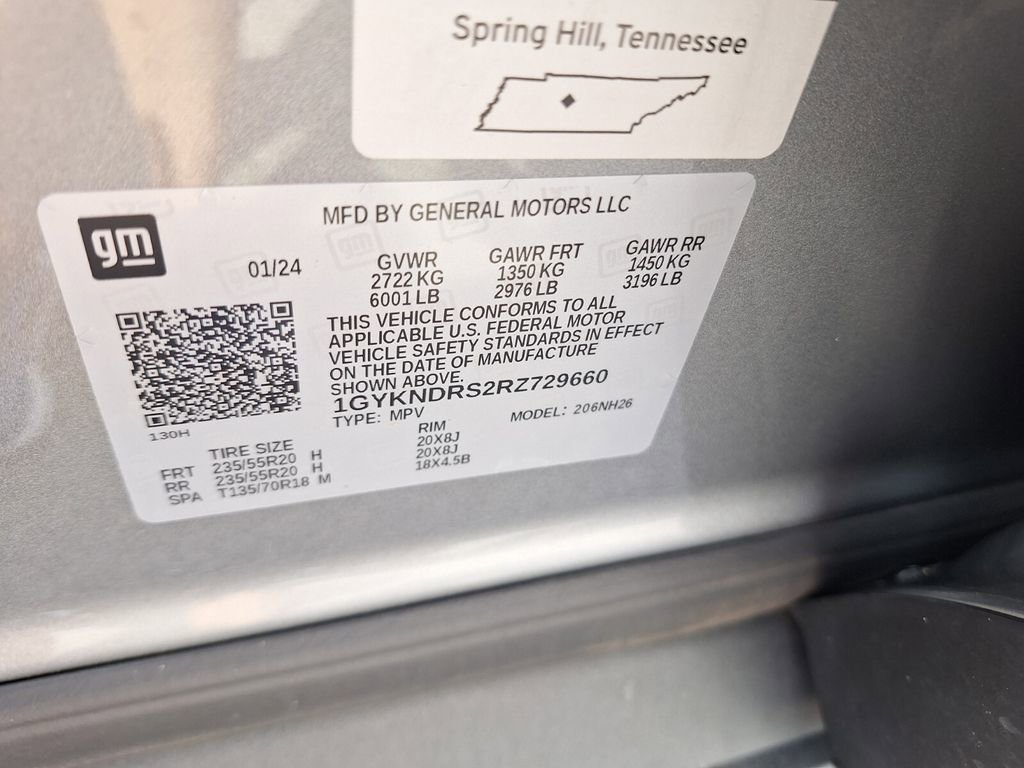 Spring Hill, Tennessee
gm
MFD BY GENERAL MOTORS LLC
01/24
GVWR
2722 KG
6001 LB
GAWR FRT
1350 KG
2976 LB
GAWR RR
1450 KG
3196 LB
THIS VEHICLE CONFORMS TO ALL
APPLICABLE U.S. FEDERAL MOTOR
VEHICLE SAFETY STANDARDS IN EFFECT
ON THE DATE OF MANUFACTURE
SHOWN ABOVE.
1GYKNDRS2RZ729660
TYPE: MPV
MODEL: 206NH26
130H
TIRE SIZE
RIM
FRT 235/55R20 H 20X8J
RR 235/55R20 H 20X8J
SPA T135/70R18 M 18X4.5B